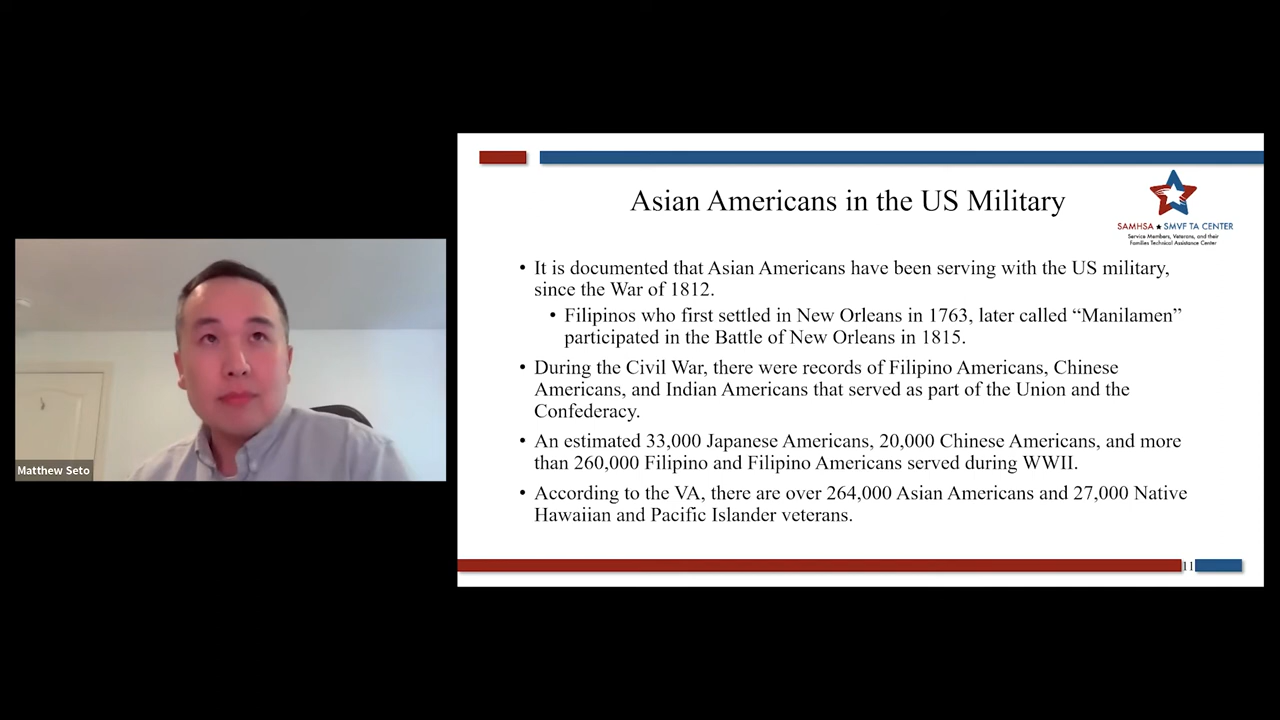 Asian Americans in the US Military
SAMHSA ★ SMVF TA CENTER
Service Members, Veterans, and their
Families Technical Assistance Center
• It is documented that Asian Americans have been serving with the US military,
since the War of 1812.
• Filipinos who first settled in New Orleans in 1763, later called “Manilamen”
participated in the Battle of New Orleans in 1815.
• During the Civil War, there were records of Filipino Americans, Chinese
Americans, and Indian Americans that served as part of the Union and the
Confederacy.
• An estimated 33,000 Japanese Americans, 20,000 Chinese Americans, and more
than 260,000 Filipino and Filipino Americans served during WWII.
• According to the VA, there are over 264,000 Asian Americans and 27,000 Native
Hawaiian and Pacific Islander veterans.
11
Matthew Seto